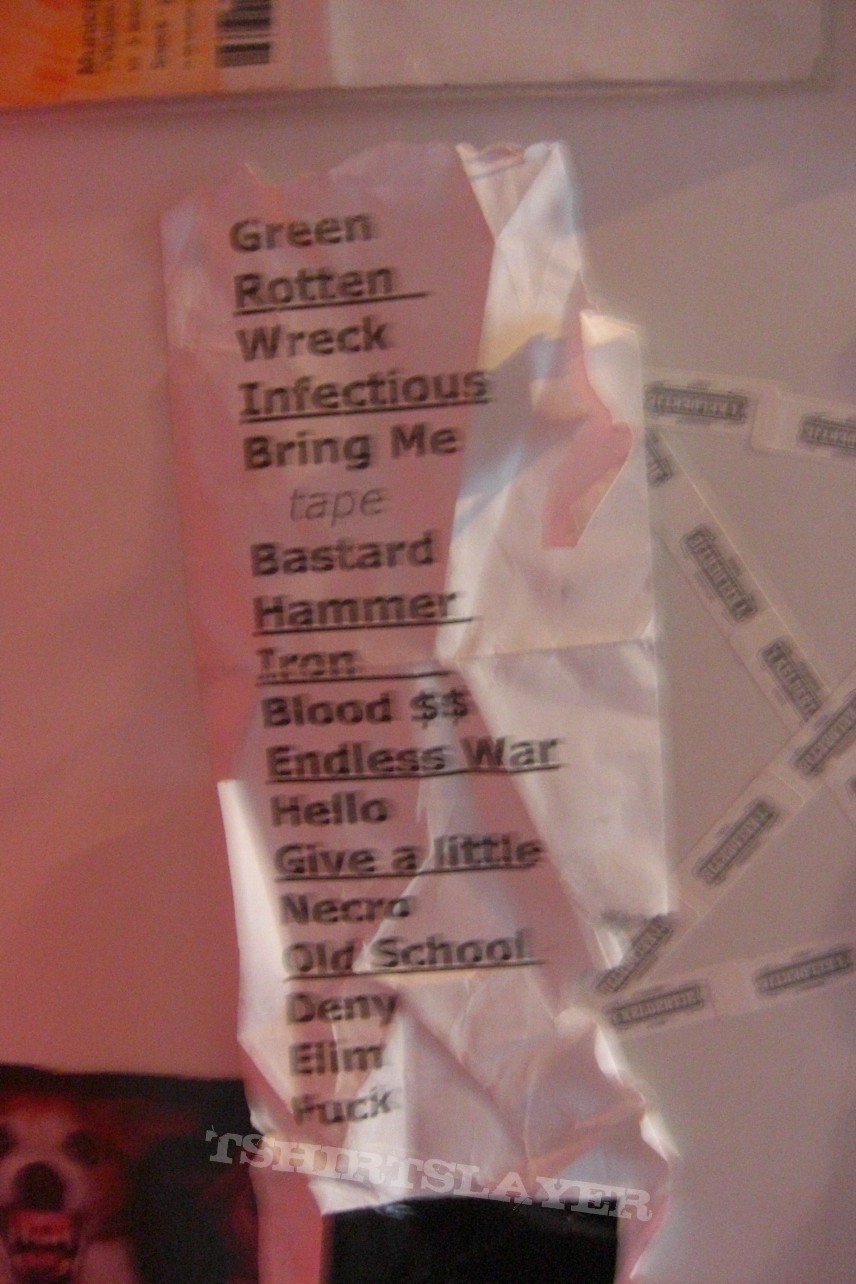 Green
Rotten
Wreck
Infectious
Bring Me
tape
Bastard
Hammer
Iron
Blood $$
Endless War
Hello
Give a little
Necro
Old School
Deny
Elim
Fuck
TSHIRTSLAYER